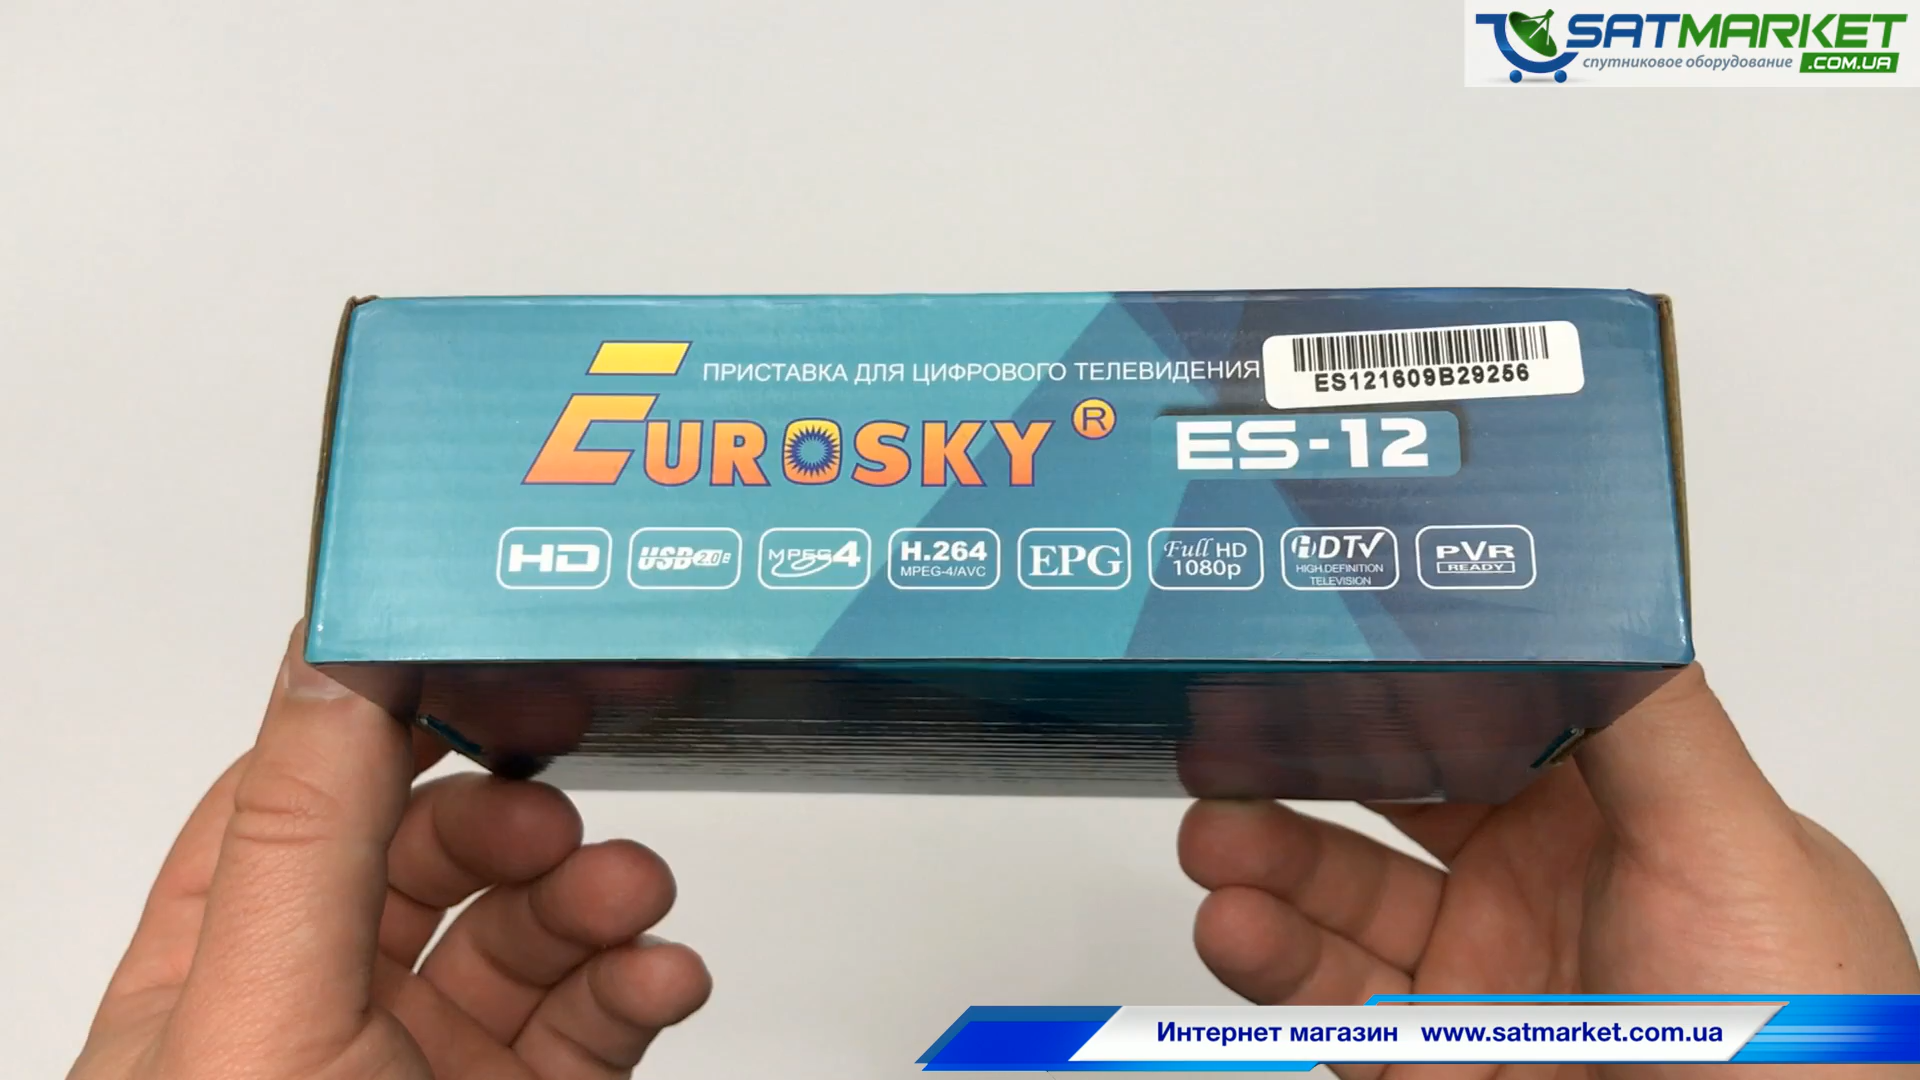 SATMARKET
спутниковое оборудование .COM.UA
ПРИСТАВКА ДЛЯ ЦИФРОВОГО ТЕЛЕВИДЕНИЯ
ES121609B29256
EUROSKY ® ES-12
HD
USB 2.0
MPEG4
H.264
MPEG-4/AVC
EPG
Full HD
1080p
HDTV
HIGH DEFINITION
TELEVISION
PVR
READY
Интернет магазин www.satmarket.com.ua